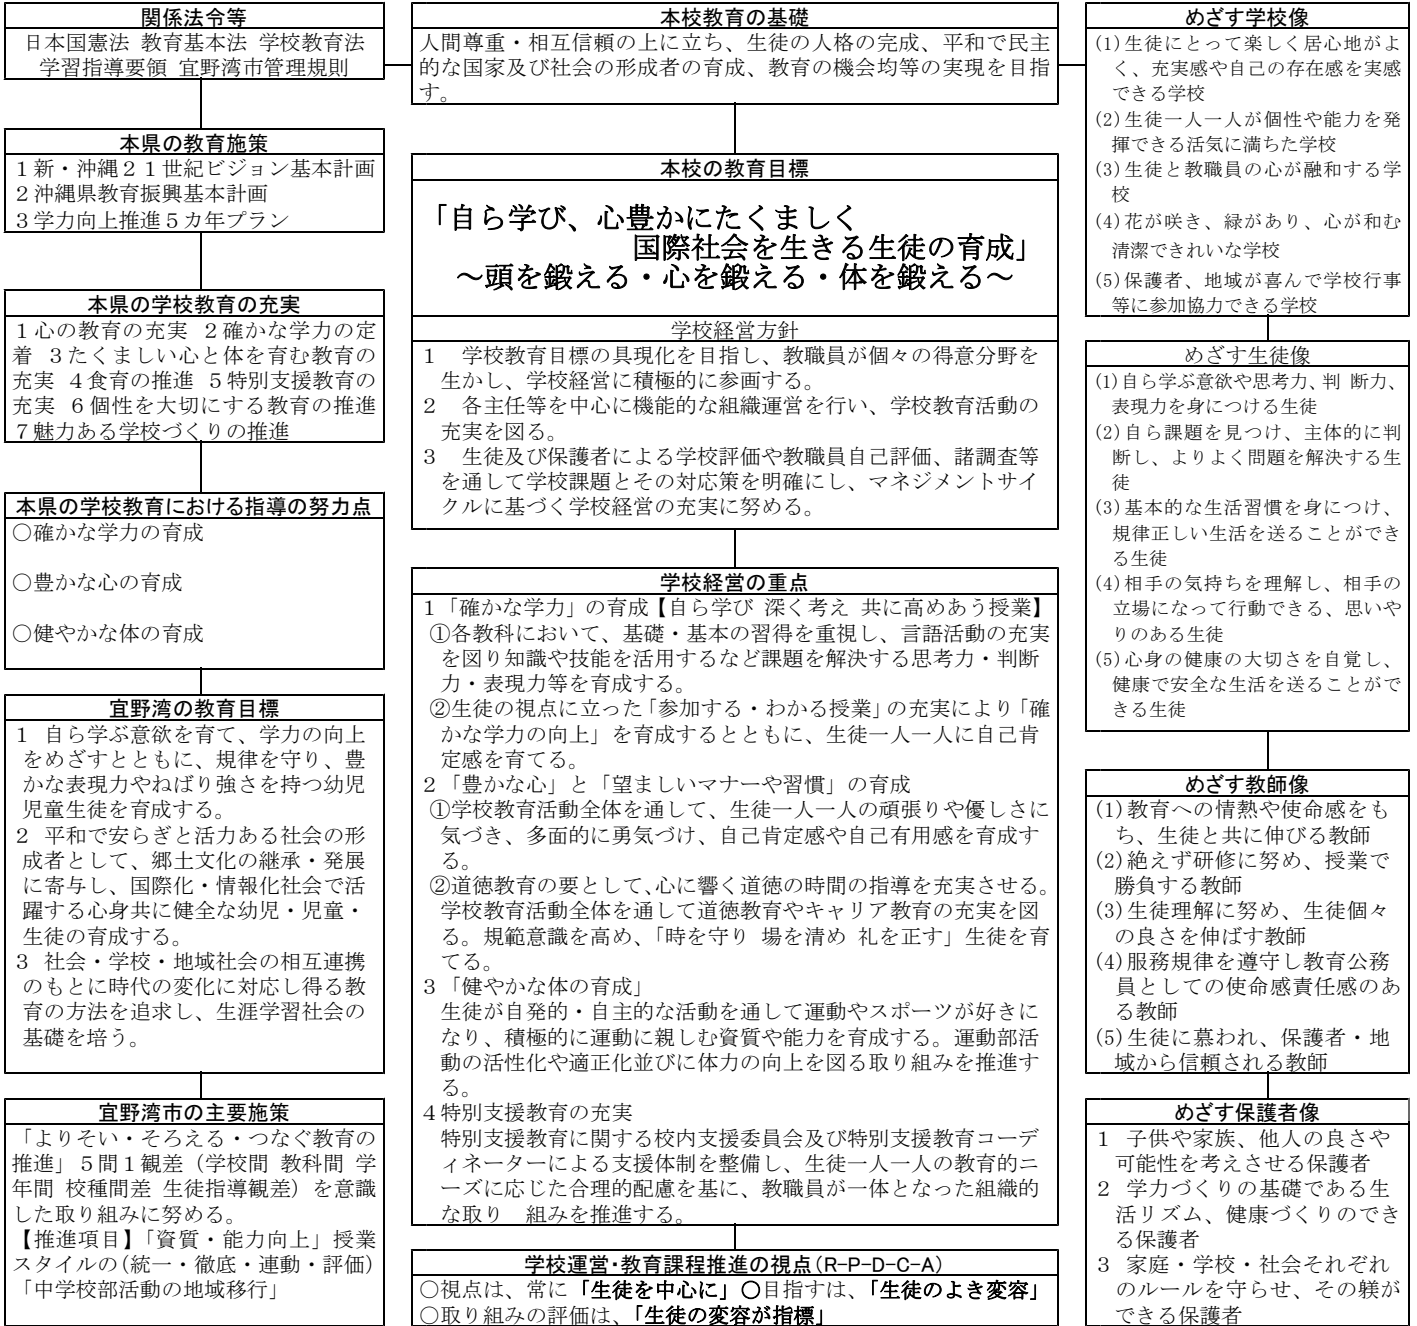 関係法令等
日本国憲法 教育基本法 学校教育法
学習指導要領 宜野湾市管理規則
本県の教育施策
１新・沖縄２１世紀ビジョン基本計画
２沖縄県教育振興基本計画
３学力向上推進５カ年プラン
本県の学校教育の充実
１心の教育の充実 ２確かな学力の定
着 ３たくましい心と体を育む教育の
充実 ４食育の推進 ５特別支援教育の
充実 ６個性を大切にする教育の推進
７魅力ある学校づくりの推進
本県の学校教育における指導の努力点
○確かな学力の育成
○豊かな心の育成
○健やかな体の育成
宜野湾の教育目標
１ 自ら学ぶ意欲を育て、学力の向上
をめざすとともに、規律を守り、豊
かな表現力やねばり強さを持つ幼児
児童生徒を育成する。
２ 平和で安らぎと活力ある社会の形
成者として、郷土文化の継承・発展
に寄与し、国際化・情報化社会で活
躍する心身共に健全な幼児・児童・
生徒の育成する。
３ 社会・学校・地域社会の相互連携
のもとに時代の変化に対応し得る教
育の方法を追求し、生涯学習社会の
基礎を培う。
宜野湾市の主要施策
「よりそい・そろえる・つなぐ教育の
推進」５間１観差（学校間 教科間 学
年間 校種間差 生徒指導観差）を意識
した取り組みに努める。
【推進項目】「資質・能力向上」授業
スタイルの(統一・徹底・連動・評価)
「中学校部活動の地域移行」
本校教育の基礎
人間尊重・相互信頼の上に立ち、生徒の人格の完成、平和で民主
的な国家及び社会の形成者の育成、教育の機会均等の実現を目指
す。
本校の教育目標
「自ら学び、心豊かにたくましく
国際社会を生きる生徒の育成」
～頭を鍛える・心を鍛える・体を鍛える～
学校経営方針
１ 学校教育目標の具現化を目指し、教職員が個々の得意分野を
生かし、学校経営に積極的に参画する。
２ 各主任等を中心に機能的な組織運営を行い、学校教育活動の
充実を図る。
３ 生徒及び保護者による学校評価や教職員自己評価、諸調査等
を通して学校課題とその対応策を明確にし、マネジメントサイ
クルに基づく学校経営の充実に努める。
学校経営の重点
１「確かな学力」の育成【自ら学び 深く考え 共に高めあう授業】
①各教科において、基礎・基本の習得を重視し、言語活動の充実
を図り知識や技能を活用するなど課題を解決する思考力・判断
力・表現力等を育成する。
②生徒の視点に立った「参加する・わかる授業」の充実により「確
かな学力の向上」を育成するとともに、生徒一人一人に自己肯
定感を育てる。
２「豊かな心」と「望ましいマナーや習慣」の育成
①学校教育活動全体を通して、生徒一人一人の頑張りや優しさに
気づき、多面的に勇気づけ、自己肯定感や自己有用感を育成す
る。
②道徳教育の要として、心に響く道徳の時間の指導を充実させる。
学校教育活動全体を通して道徳教育やキャリア教育の充実を図
る。規範意識を高め、「時を守り 場を清め 礼を正す」生徒を育
てる。
３「健やかな体の育成」
生徒が自発的・自主的な活動を通して運動やスポーツが好きに
なり、積極的に運動に親しむ資質や能力を育成する。運動部活
動の活性化や適正化並びに体力の向上を図る取り組みを推進す
る。
４特別支援教育の充実
特別支援教育に関する校内支援委員会及び特別支援教育コーデ
ィネーターによる支援体制を整備し、生徒一人一人の教育的ニ
ーズに応じた合理的配慮を基に、教職員が一体となった組織的
な取り 組みを推進する。
学校運営・教育課程推進の視点(R-P-D-C-A)
○視点は、常に「生徒を中心に」○目指すは、「生徒のよき変容」
○取り組みの評価は、「生徒の変容が指標」
めざす学校像
(1)生徒にとって楽しく居心地がよ
く、充実感や自己の存在感を実感
できる学校
(2)生徒一人一人が個性や能力を発
揮できる活気に満ちた学校
(3)生徒と教職員の心が融和する学
校
(4)花が咲き、緑があり、心が和む
清潔できれいな学校
(5)保護者、地域が喜んで学校行事
等に参加協力できる学校
めざす生徒像
(1)自ら学ぶ意欲や思考力、判 断力、
表現力を身につける生徒
(2)自ら課題を見つけ、主体的に判
断し、よりよく問題を解決する生
徒
(3)基本的な生活習慣を身につけ、
規律正しい生活を送ることができ
る生徒
(4)相手の気持ちを理解し、相手の
立場になって行動できる、思いや
りのある生徒
(5)心身の健康の大切さを自覚し、
健康で安全な生活を送ることがで
きる生徒
めざす教師像
(1)教育への情熱や使命感をも
ち、生徒と共に伸びる教師
(2)絶えず研修に努め、授業で
勝負する教師
(3)生徒理解に努め、生徒個々
の良さを伸ばす教師
(4)服務規律を遵守し教育公務
員としての使命感責任感のあ
る教師
(5)生徒に慕われ、保護者・地
域から信頼される教師
めざす保護者像
１ 子供や家族、他人の良さや
可能性を考えさせる保護者
２ 学力づくりの基礎である生
活リズム、健康づくりのでき
る保護者
３ 家庭・学校・社会それぞれ
のルールを守らせ、その躾が
できる保護者